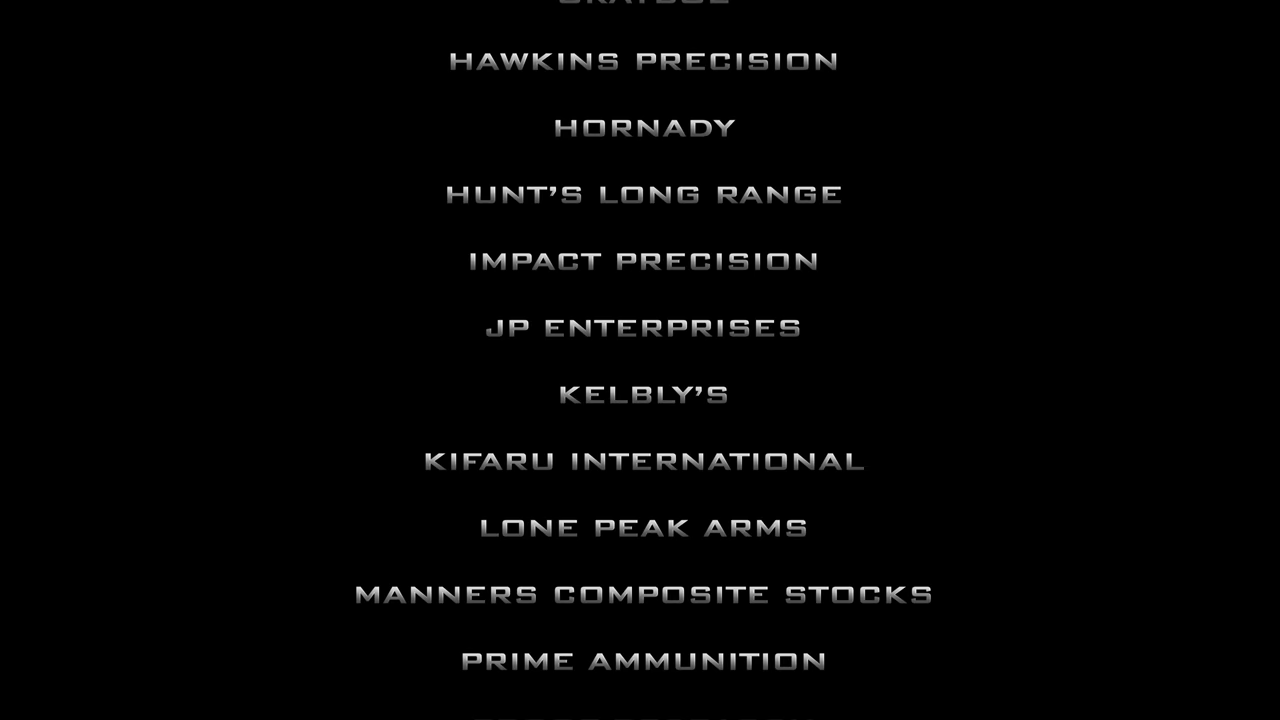 HAWKINS PRECISION
HORNADY
HUNT’S LONG RANGE
IMPACT PRECISION
JP ENTERPRISES
KELBLY’S
KIFARU INTERNATIONAL
LONE PEAK ARMS
MANNERS COMPOSITE STOCKS
PRIME AMMUNITION